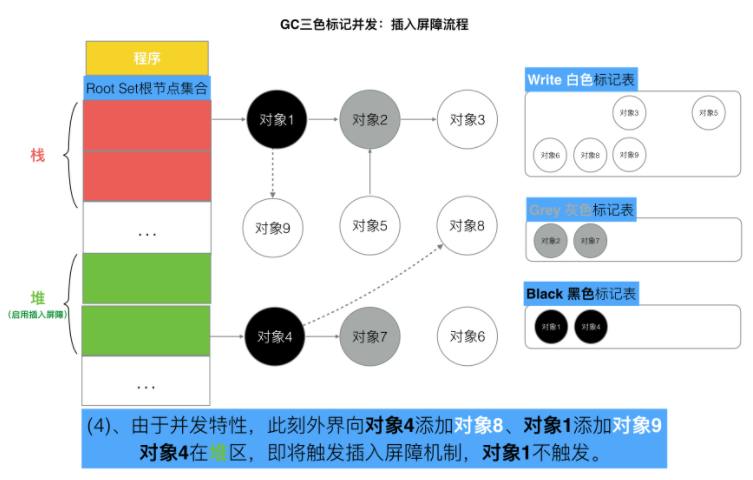 GC三色标记并发：插入屏障流程
程序
Root Set根节点集合
栈
...
堆
（启用插入屏障）
...
对象1
对象2
对象3
对象9
对象5
对象8
对象4
对象7
对象6
Write 白色标记表
对象3
对象5
对象6
对象8
对象9
Grey 灰色标记表
对象2
对象7
Black 黑色标记表
对象1
对象4
(4)、由于并发特性，此刻外界向对象4添加对象8、对象1添加对象9
对象4在堆区，即将触发插入屏障机制，对象1不触发。